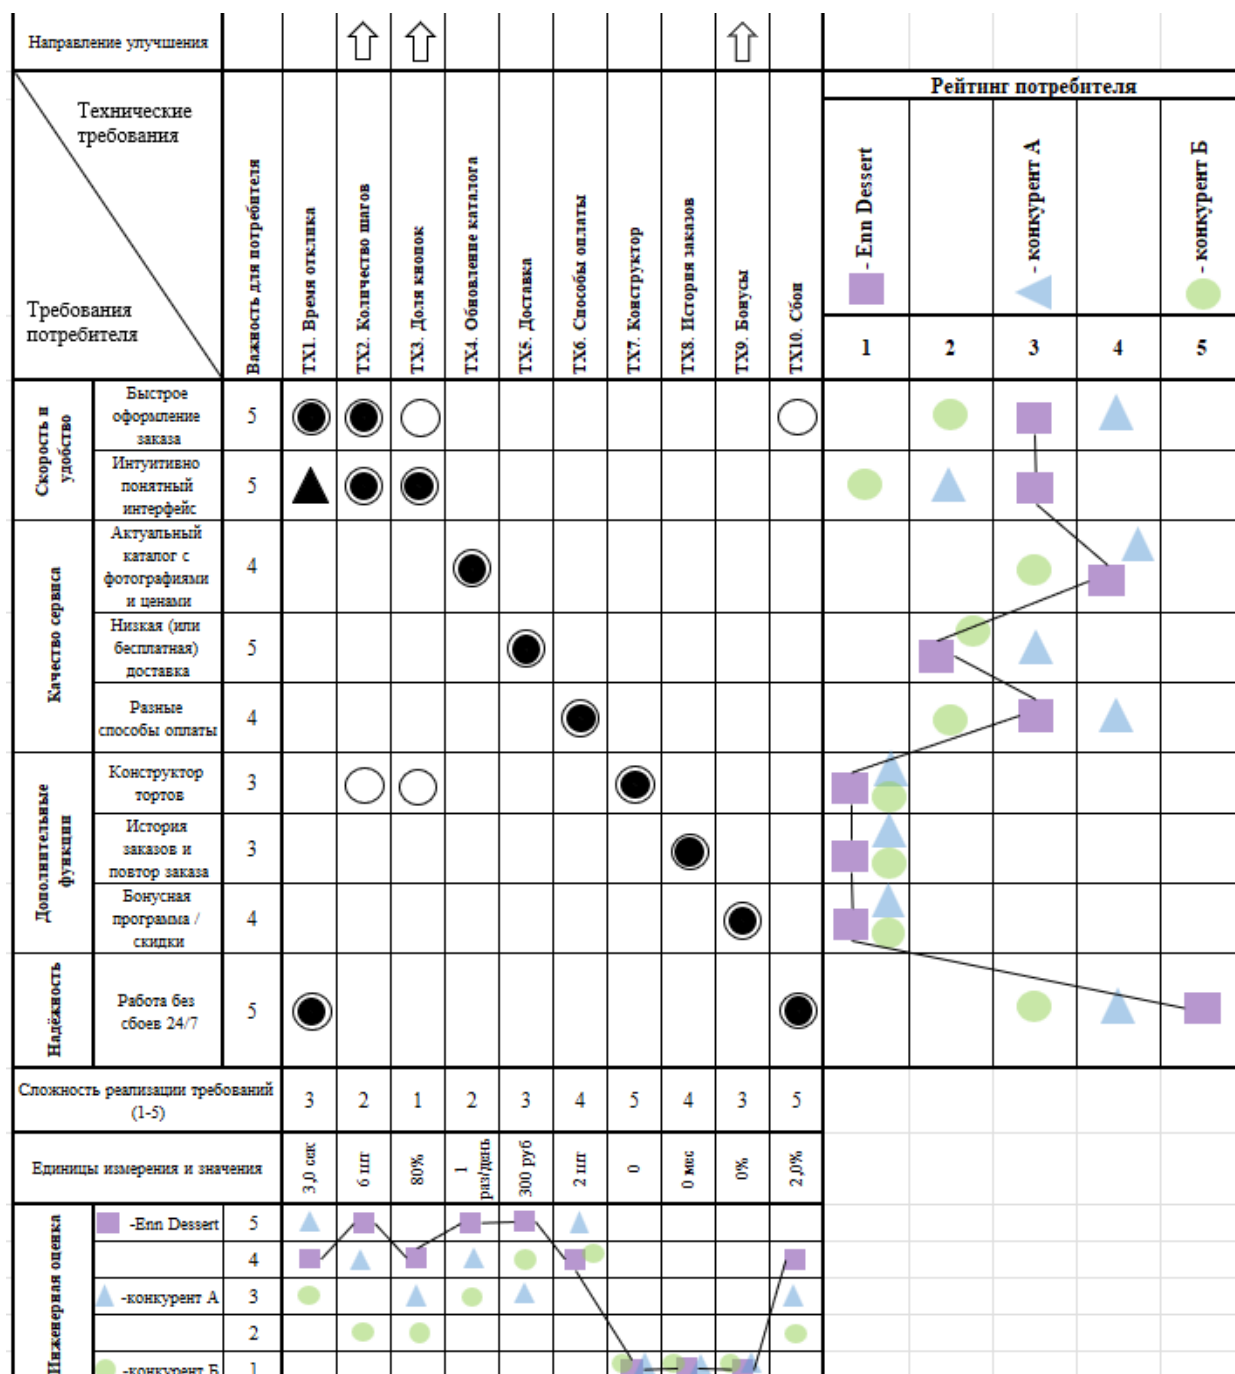 Направление улучшения
Технические
требования
Требования
потребителя
Важность для потребителя
ТХ1. Время отклика
ТХ2. Количество шагов
ТХ3. Доля кнопок
ТХ4. Обновление каталога
ТХ5. Доставка
ТХ6. Способы оплаты
ТХ7. Конструктор
ТХ8. История заказов
ТХ9. Бонусы
ТХ10. Сбои
Рейтинг потребителя
- Enn Dessert
- конкурент А
- конкурент Б
1 2 3 4 5
Скорость и
удобство
Быстрое
оформление
заказа
5
Интуитивно
понятный
интерфейс
5
Качество сервиса
Актуальный
каталог с
фотографиями
и ценами
4
Низкая (или
бесплатная)
доставка
5
Разные
способы оплаты
4
Дополнительные
функции
Конструктор
тортов
3
История
заказов и
повтор заказа
3
Бонусная
программа /
скидки
4
Надёжность
Работа без
сбоев 24/7
5
Сложность реализации требований
(1-5)
3 2 1 2 3 4 5 4 3 5
Единицы измерения и значения
3,0 сек
6 шт
80%
1
раз/день
300 руб
2 шт
0
0 мес
0%
2,0%
Инженерная оценка
-Enn Dessert 5
4
-конкурент А 3
2
-конкурент Б 1